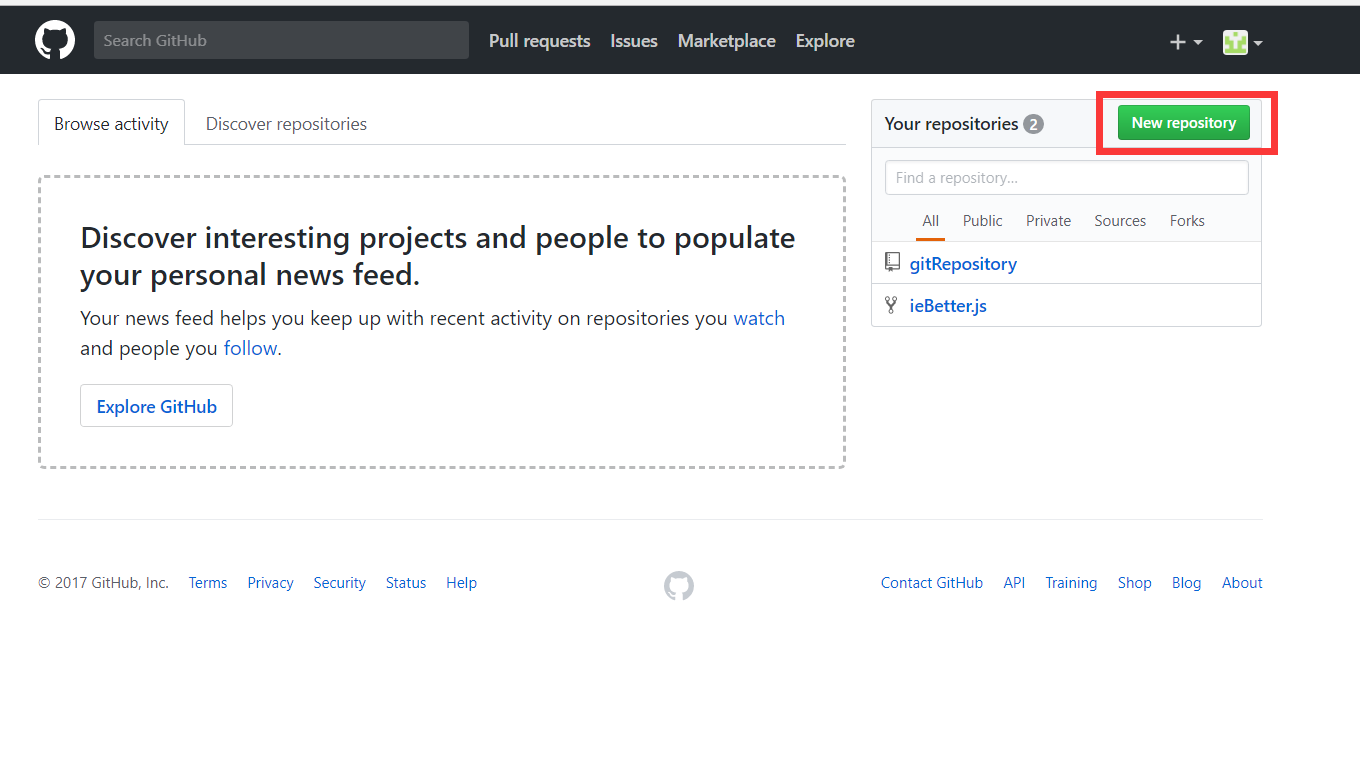 Search GitHub Pull requests Issues Marketplace Explore
Browse activity Discover repositories
Your repositories 2 New repository
Find a repository...
All Public Private Sources Forks
gitRepository
ieBetter.js
Discover interesting projects and people to populate
your personal news feed.
Your news feed helps you keep up with recent activity on repositories you watch
and people you follow.
Explore GitHub
© 2017 GitHub, Inc. Terms Privacy Security Status Help Contact GitHub API Training Shop Blog About